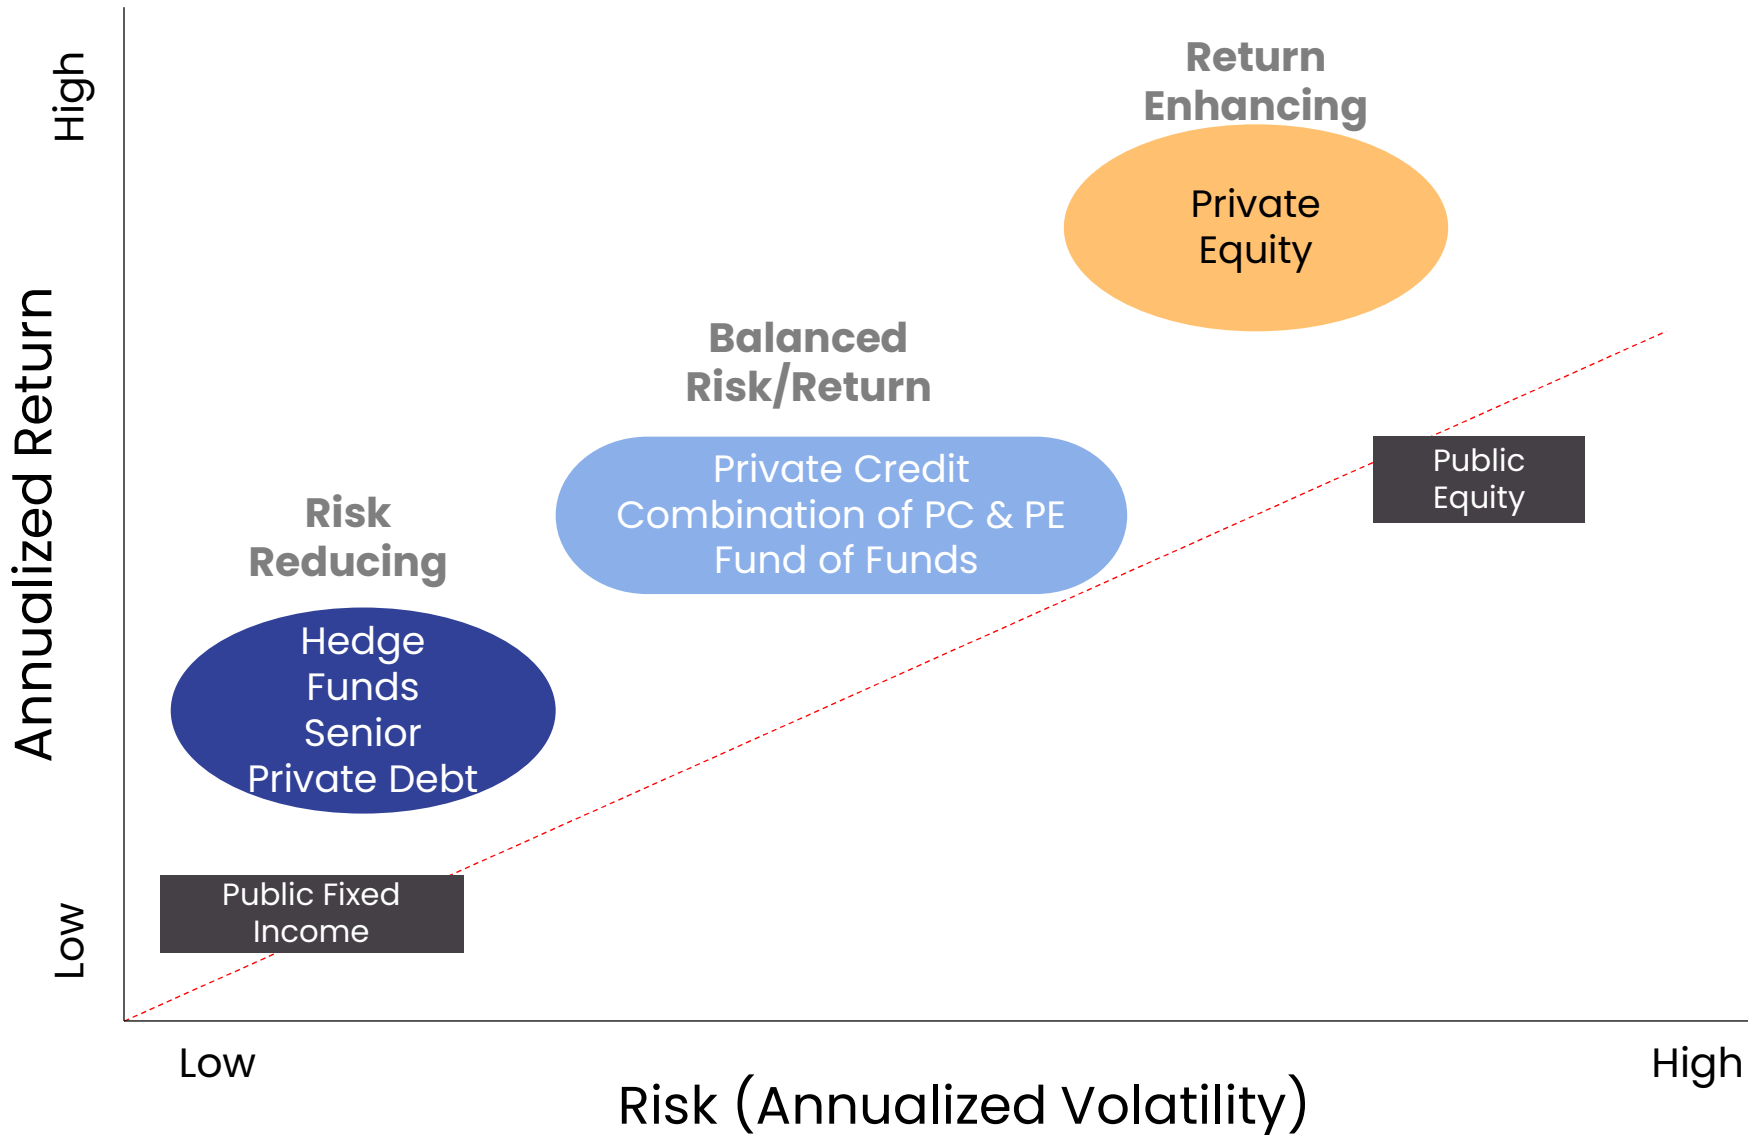 High
Return
Enhancing
Private
Equity
Annualized Return
Balanced
Risk/Return
Private Credit
Combination of PC & PE
Fund of Funds
Public
Equity
Risk
Reducing
Hedge
Funds
Senior
Private Debt
Public Fixed
Income
Low
Low
High
Risk (Annualized Volatility)